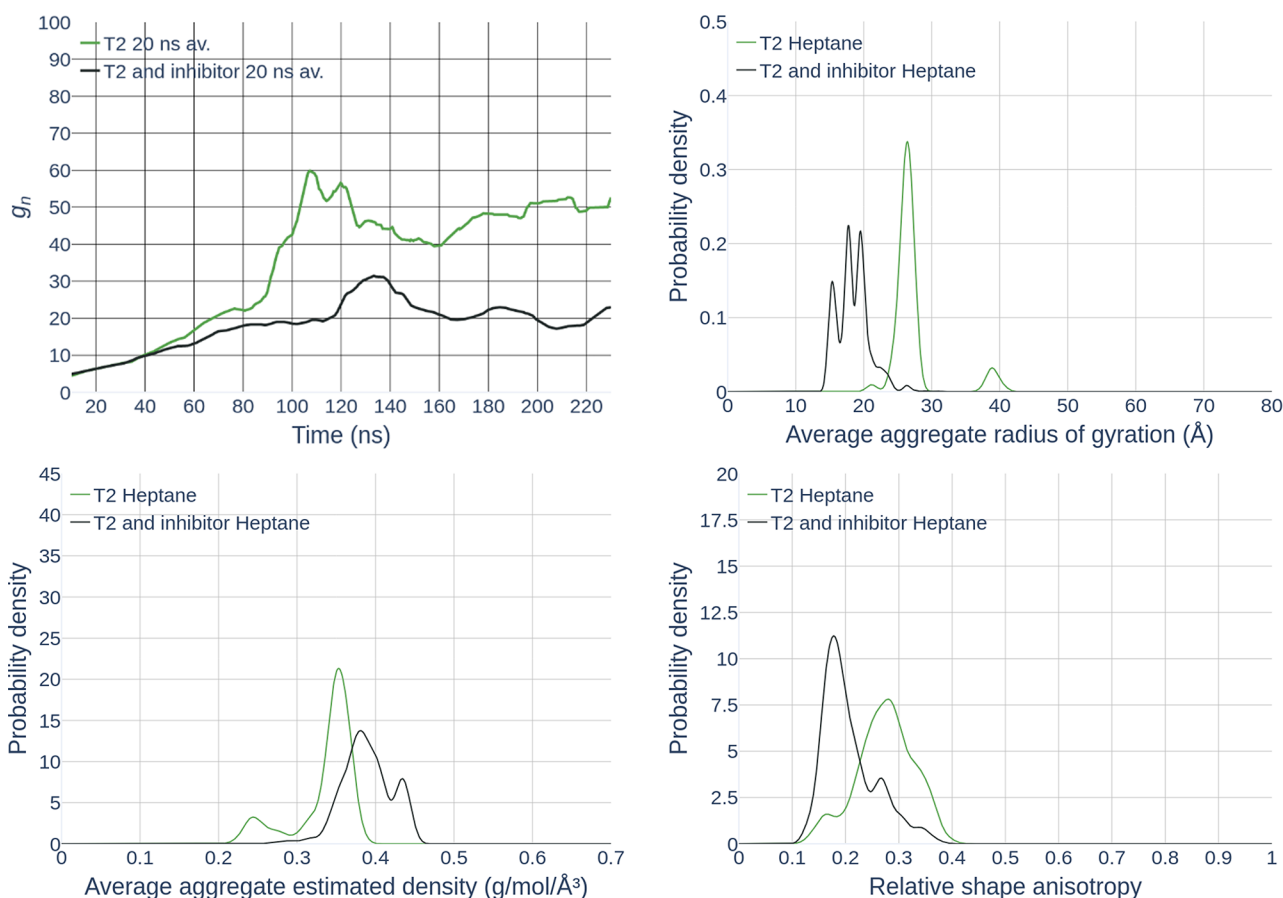 100
90
80
70
60
50
40
30
20
10
0
gn
T2 20 ns av.
T2 and inhibitor 20 ns av.
20 40 60 80 100 120 140 160 180 200 220
Time (ns)
0.5
0.4
0.3
0.2
0.1
0
Probability density
T2 Heptane
T2 and inhibitor Heptane
0 10 20 30 40 50 60 70 80
Average aggregate radius of gyration (Å)
45
40
35
30
25
20
15
10
5
0
Probability density
T2 Heptane
T2 and inhibitor Heptane
0 0.1 0.2 0.3 0.4 0.5 0.6 0.7
Average aggregate estimated density (g/mol/Å³)
20
17.5
15
12.5
10
7.5
5
2.5
0
Probability density
T2 Heptane
T2 and inhibitor Heptane
0 0.1 0.2 0.3 0.4 0.5 0.6 0.7 0.8 0.9 1
Relative shape anisotropy